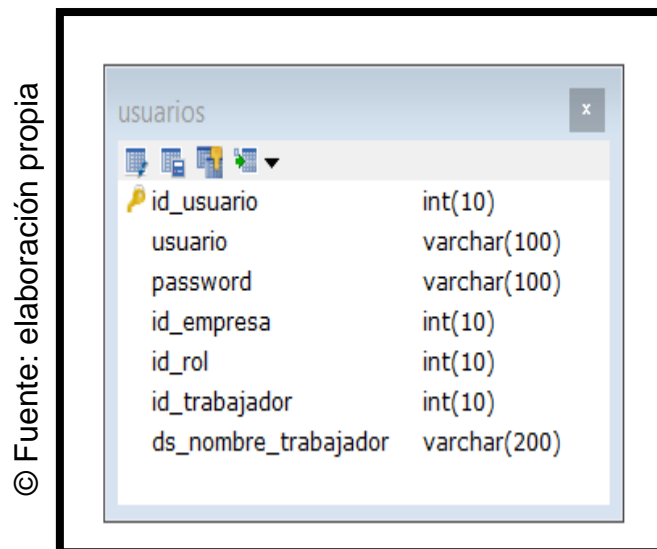 © Fuente: elaboración propia
usuarios
x
id_usuario int(10)
usuario varchar(100)
password varchar(100)
id_empresa int(10)
id_rol int(10)
id_trabajador int(10)
ds_nombre_trabajador varchar(200)